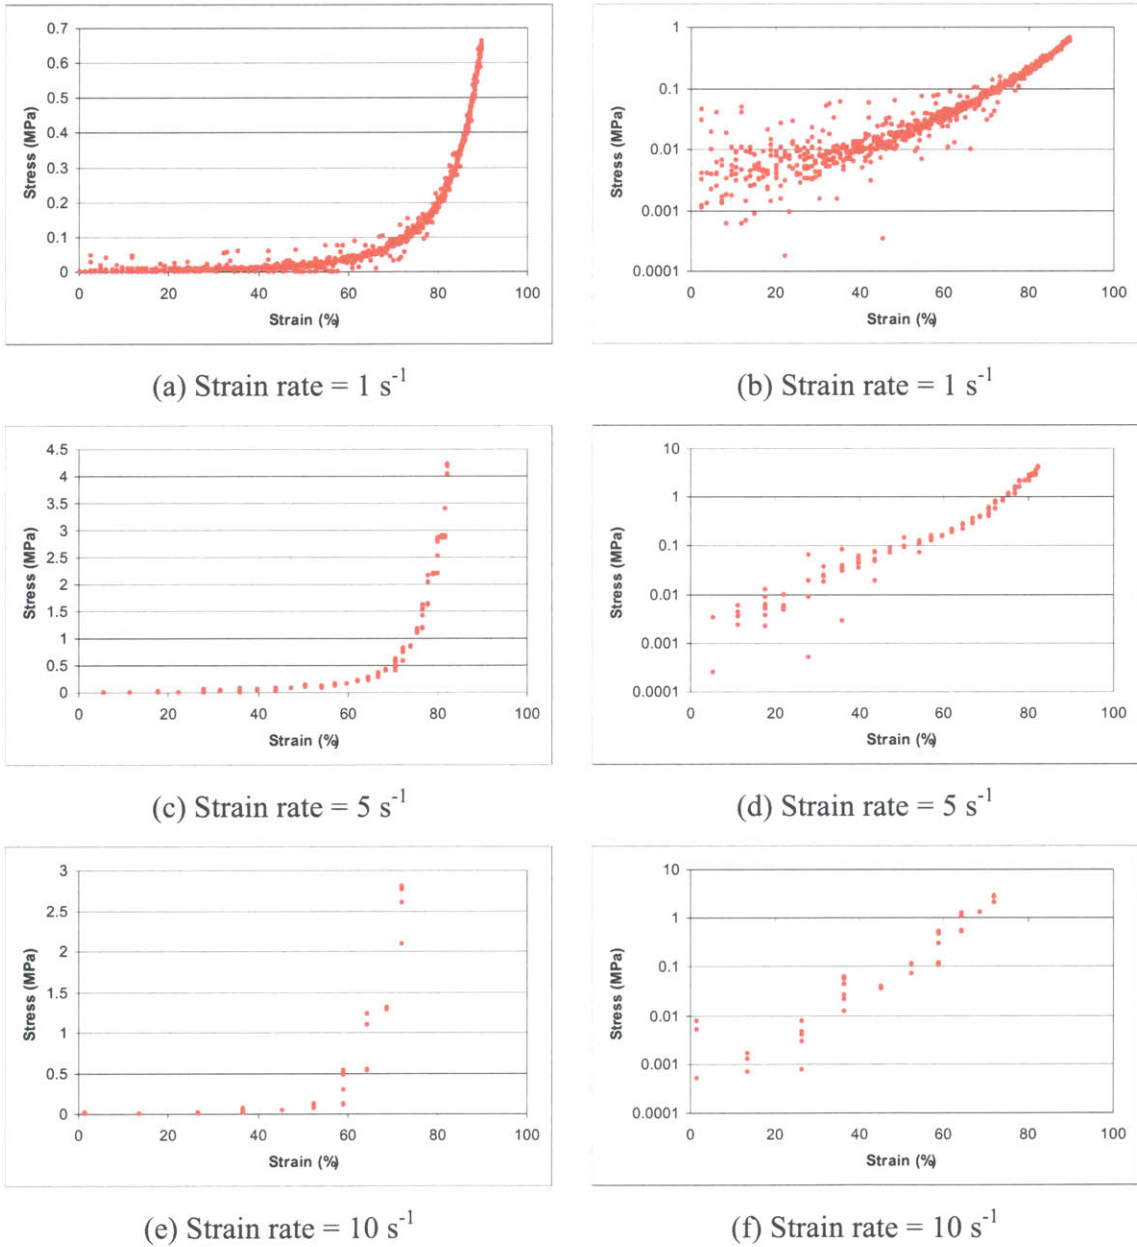 0.7
0.6
0.5
0.4
0.3
0.2
0.1
0
Stress (MPa)
0 20 40 60 80 100
Strain (%)
(a) Strain rate = 1 s⁻¹
1
0.1
0.01
0.001
0.0001
Stress (MPa)
0 20 40 60 80 100
Strain (%)
(b) Strain rate = 1 s⁻¹
4.5
4
3.5
3
2.5
2
1.5
1
0.5
0
Stress (MPa)
0 20 40 60 80 100
Strain (%)
(c) Strain rate = 5 s⁻¹
10
1
0.1
0.01
0.001
0.0001
Stress (MPa)
0 20 40 60 80 100
Strain (%)
(d) Strain rate = 5 s⁻¹
3
2.5
2
1.5
1
0.5
0
Stress (MPa)
0 20 40 60 80 100
Strain (%)
(e) Strain rate = 10 s⁻¹
10
1
0.1
0.01
0.001
0.0001
Stress (MPa)
0 20 40 60 80 100
Strain (%)
(f) Strain rate = 10 s⁻¹